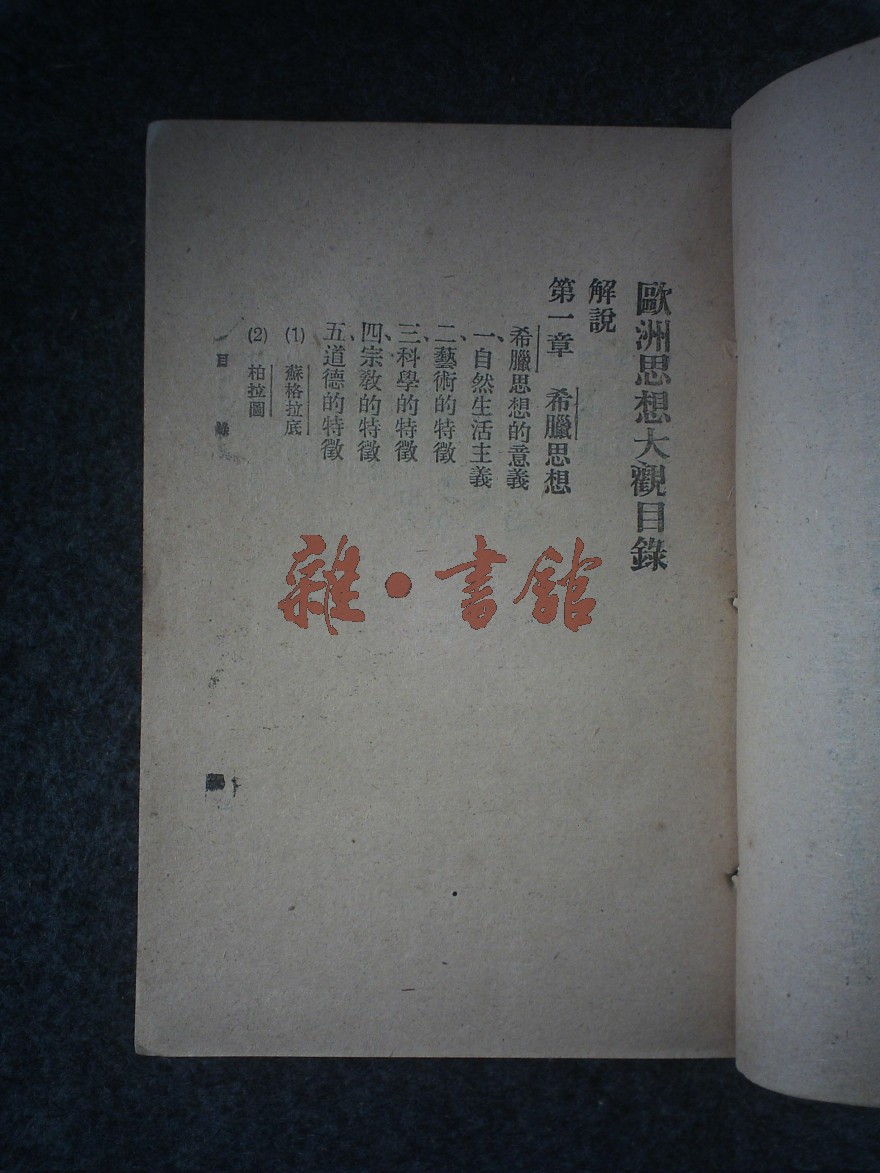 歐洲思想大觀目錄
解說
第一章 希臘思想
希臘思想的意義
一、自然生活主義
二、藝術的特徵
三、科學的特徵
四、宗教的特徵
五、道德的特徵
(1) 蘇格拉底
(2) 柏拉圖
目 錄
雜·書館